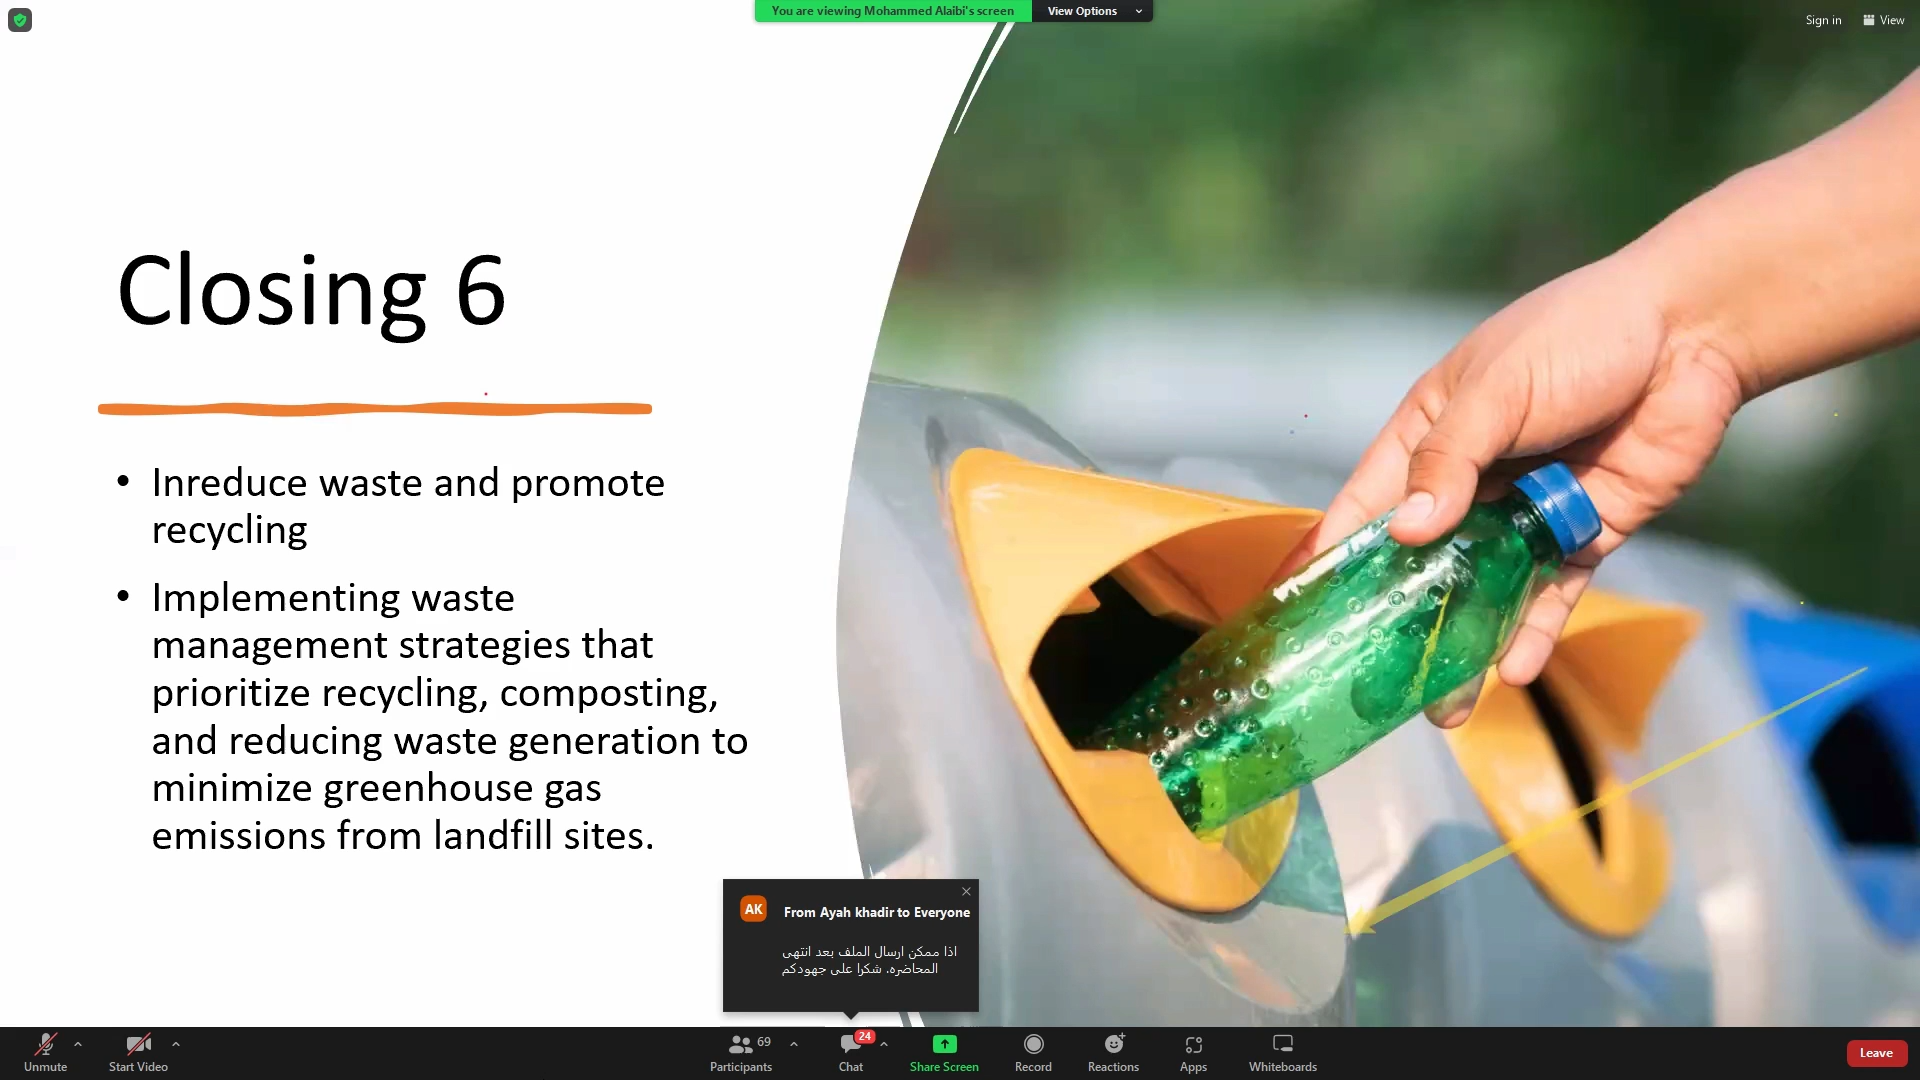 You are viewing Mohammed Alaibi's screen
View Options
Sign in
View
Closing 6
• Inreduce waste and promote
recycling
• Implementing waste
management strategies that
prioritize recycling, composting,
and reducing waste generation to
minimize greenhouse gas
emissions from landfill sites.
AK
From Ayah khadir to Everyone
اذا ممكن ارسال الملف بعد انتهى
المحاضره، شكرا على جهودكم
Unmute
Start Video
69
Participants
24
Chat
Share Screen
Record
Reactions
Apps
Whiteboards
Leave